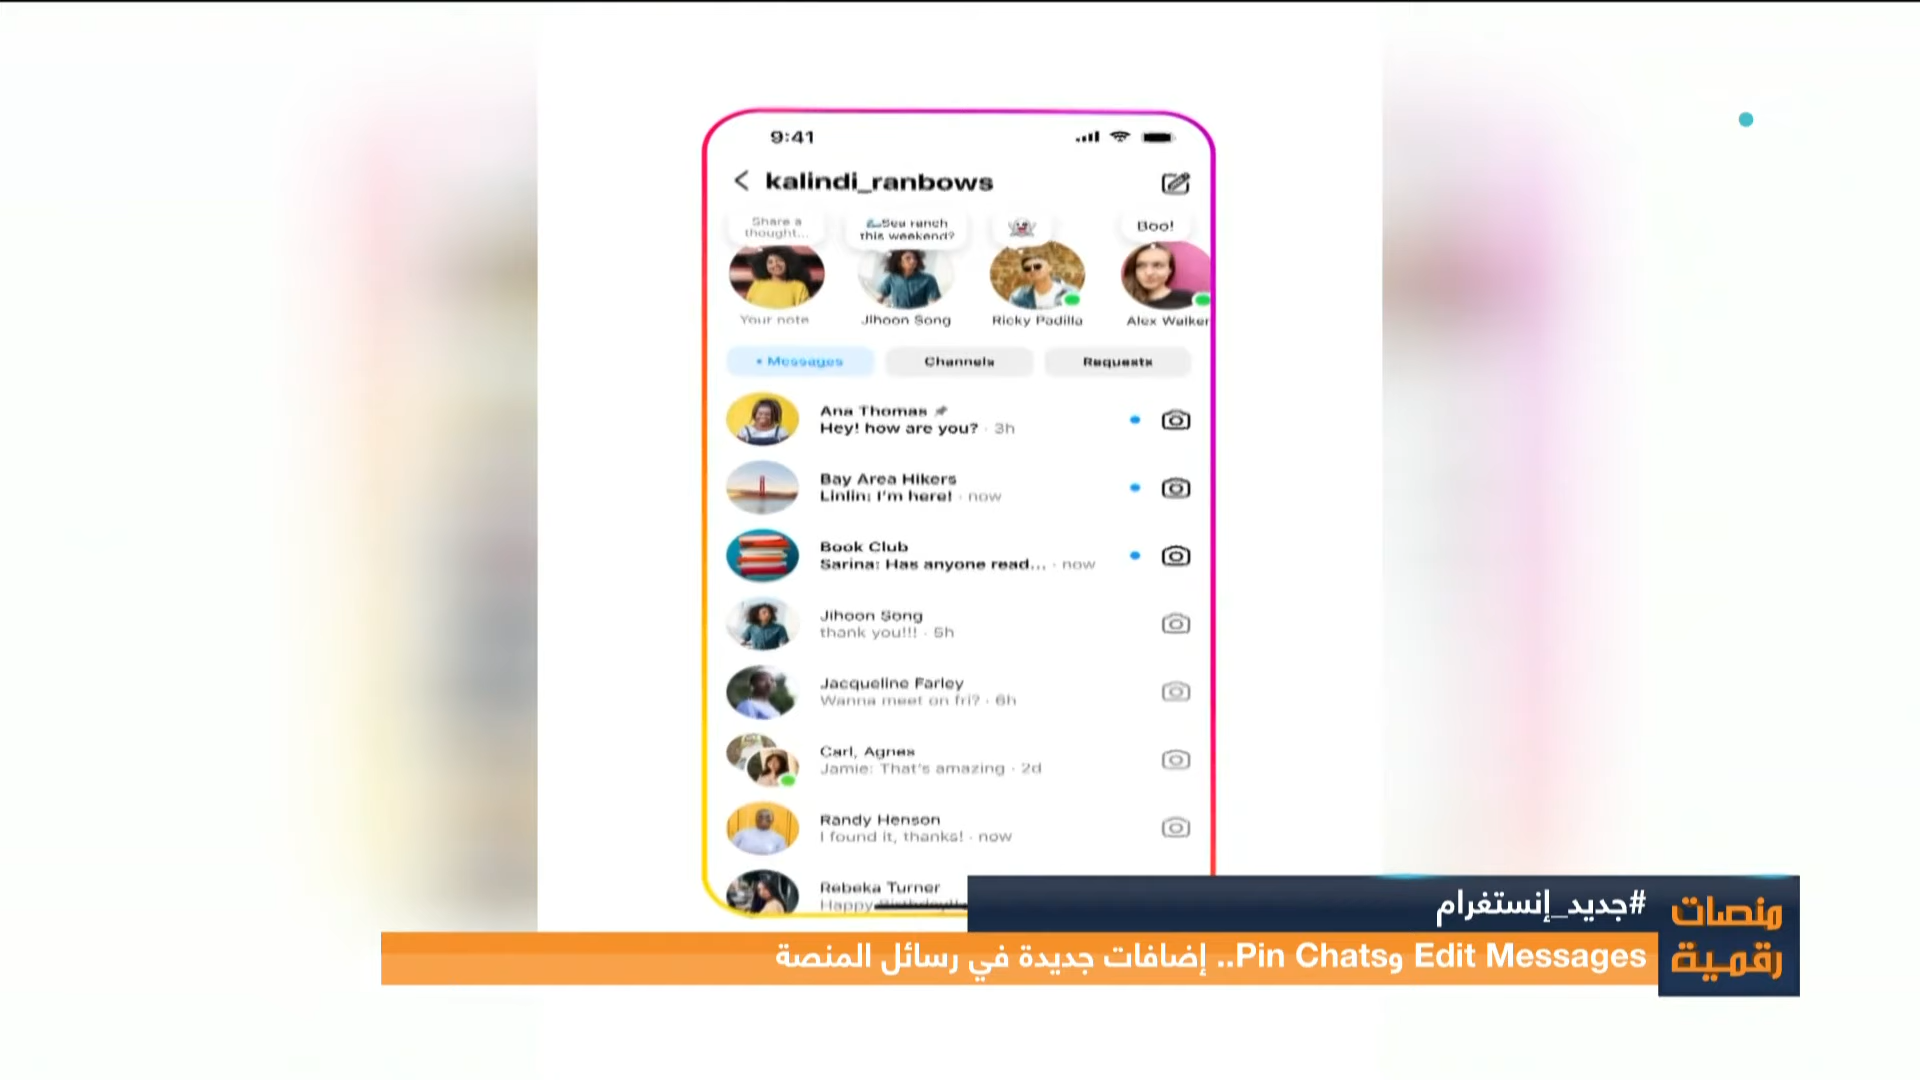 9:41
kalindi_ranbows
Share a
thought...
Sea ranch
this weekend?
Boo!
Your note
Jihoon Song
Ricky Padilla
Alex Walker
Messages
Channels
Requests
Ana Thomas
Hey! how are you? · 3h
Bay Area Hikers
Linlin: I'm here! · now
Book Club
Sarina: Has anyone read... · now
Jihoon Song
thank you!!! · 5h
Jacqueline Farley
Wanna meet on fri? · 6h
Carl, Agnes
Jamie: That's amazing · 2d
Randy Henson
I found it, thanks! · now
Rebeka Turner
Happy
#جديد_إنستغرام
Edit Messages وPin Chats.. إضافات جديدة في رسائل المنصة
منصات
رقمية